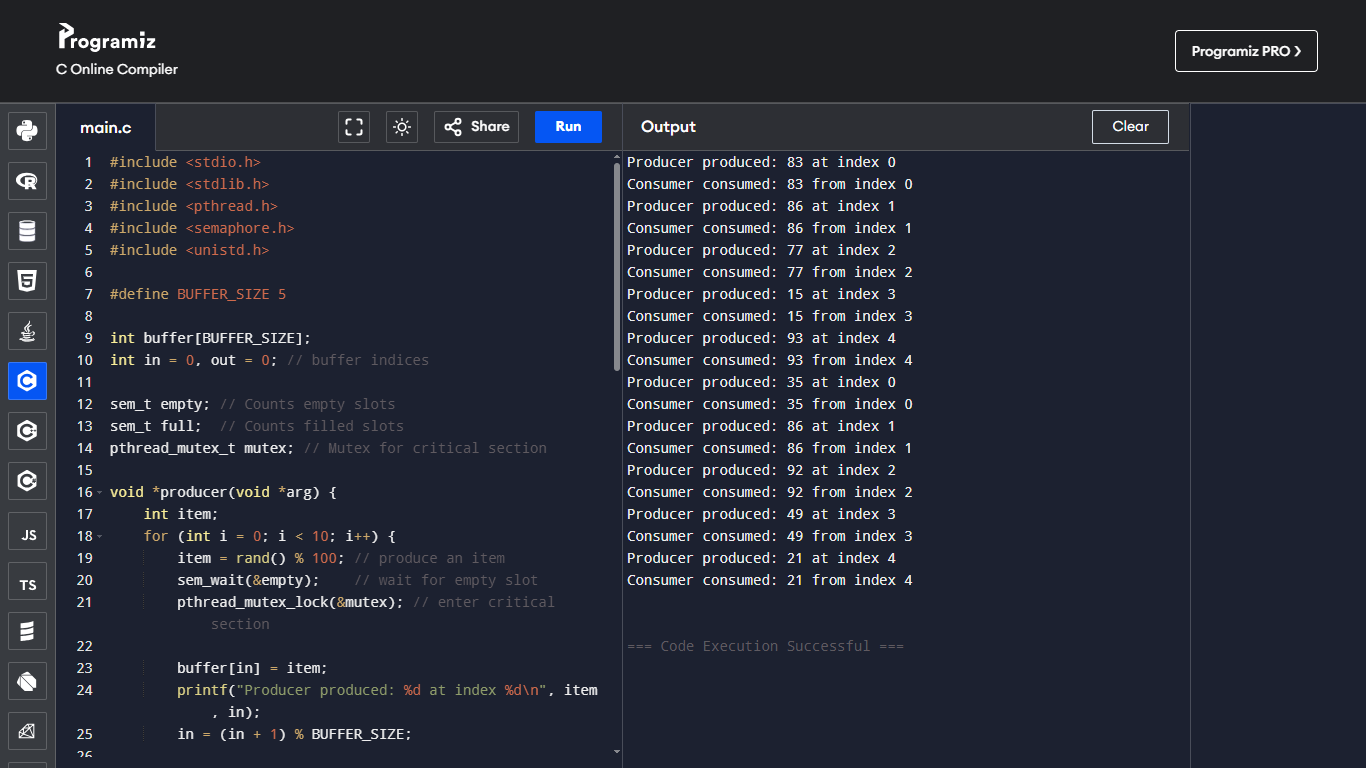 Programiz
C Online Compiler
Programiz PRO ❯
main.c
Share
Run
Output
Clear
JS
TS
1 #include <stdio.h>
2 #include <stdlib.h>
3 #include <pthread.h>
4 #include <semaphore.h>
5 #include <unistd.h>
6
7 #define BUFFER_SIZE 5
8
9 int buffer[BUFFER_SIZE];
10 int in = 0, out = 0; // buffer indices
11
12 sem_t empty; // Counts empty slots
13 sem_t full;  // Counts filled slots
14 pthread_mutex_t mutex; // Mutex for critical section
15
16 void *producer(void *arg) {
17     int item;
18     for (int i = 0; i < 10; i++) {
19         item = rand() % 100; // produce an item
20         sem_wait(&empty);    // wait for empty slot
21         pthread_mutex_lock(&mutex); // enter critical
section
22
23         buffer[in] = item;
24         printf("Producer produced: %d at index %d\n", item
, in);
25         in = (in + 1) % BUFFER_SIZE;
26
Producer produced: 83 at index 0
Consumer consumed: 83 from index 0
Producer produced: 86 at index 1
Consumer consumed: 86 from index 1
Producer produced: 77 at index 2
Consumer consumed: 77 from index 2
Producer produced: 15 at index 3
Consumer consumed: 15 from index 3
Producer produced: 93 at index 4
Consumer consumed: 93 from index 4
Producer produced: 35 at index 0
Consumer consumed: 35 from index 0
Producer produced: 86 at index 1
Consumer consumed: 86 from index 1
Producer produced: 92 at index 2
Consumer consumed: 92 from index 2
Producer produced: 49 at index 3
Consumer consumed: 49 from index 3
Producer produced: 21 at index 4
Consumer consumed: 21 from index 4
=== Code Execution Successful ===